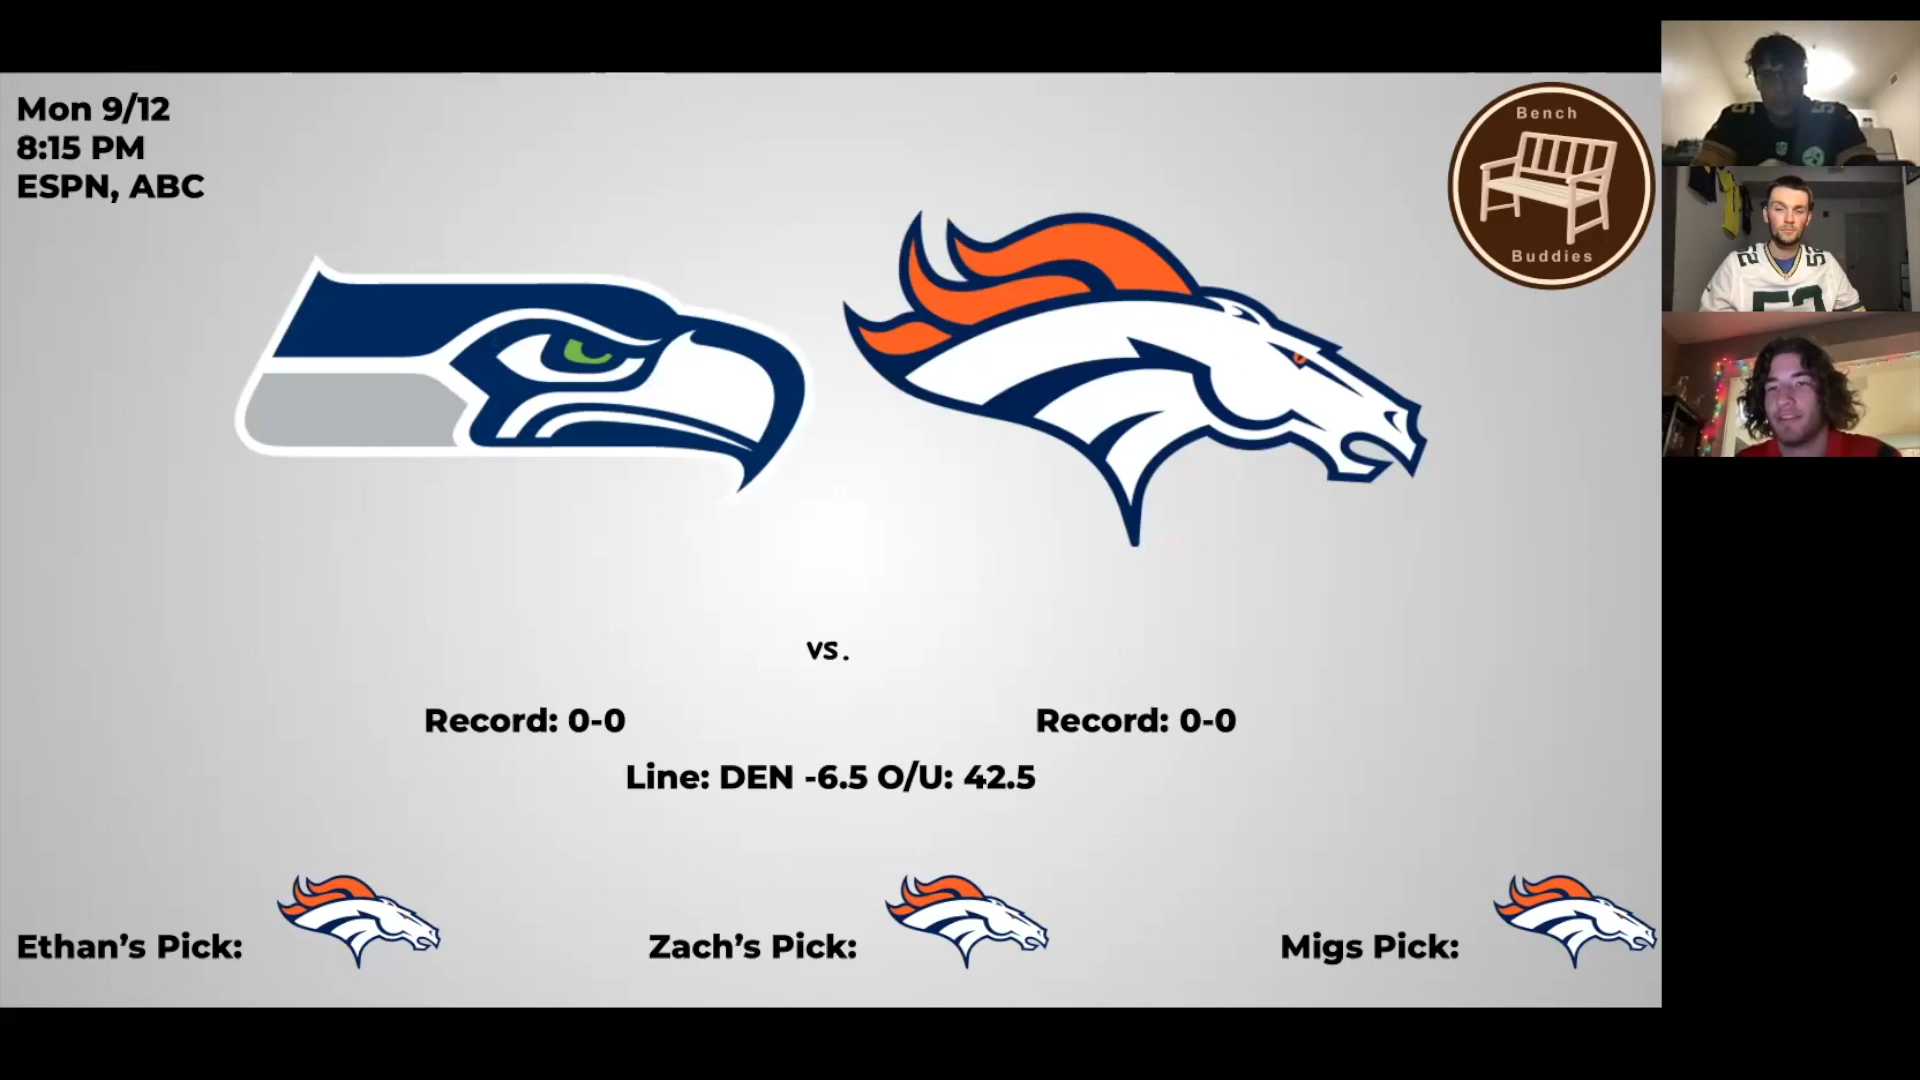 Mon 9/12
8:15 PM
ESPN, ABC
Bench
Buddies
52
vs.
Record: 0-0
Record: 0-0
Line: DEN -6.5 O/U: 42.5
Ethan’s Pick:
Zach’s Pick:
Migs Pick: